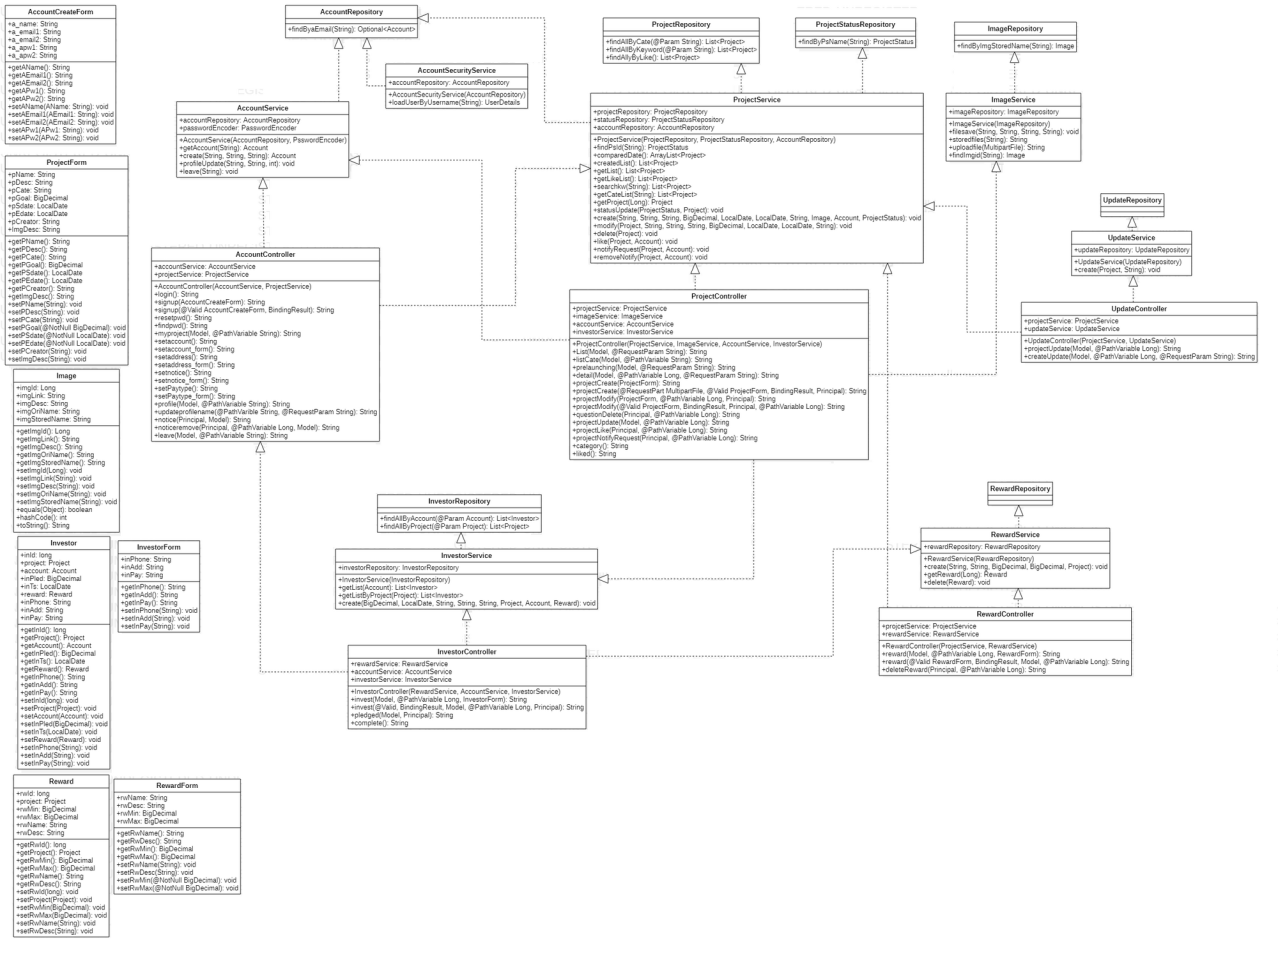 AccountCreateForm
+a_name: String
+a_email1: String
+a_email2: String
+a_apw1: String
+a_apw2: String
+getAName(): String
+getAEmail1(): String
+getAEmail2(): String
+getAPw1(): String
+getAPw2(): String
+setAName(AName: String): void
+setAEmail1(AEmail1: String): void
+setAEmail2(AEmail2: String): void
+setAPw1(APw1: String): void
+setAPw2(APw2: String): void
ProjectForm
+pName: String
+pDesc: String
+pCate: String
+pGoal: BigDecimal
+pSdate: LocalDate
+pEdate: LocalDate
+pCreator: String
+ImgDesc: String
+getPName(): String
+getPDesc(): String
+getPCate(): String
+getPGoal(): BigDecimal
+getPSdate(): LocalDate
+getPEdate(): LocalDate
+getPCreator(): String
+getImgDesc(): String
+setPName(String): void
+setPDesc(String): void
+setPCate(String): void
+setPGoal(@NotNull BigDecimal): void
+setPSdate(@NotNull LocalDate): void
+setPEdate(@NotNull LocalDate): void
+setPCreator(String): void
+setImgDesc(String): void
Image
+imgId: Long
+imgLink: String
+imgDesc: String
+imgOriName: String
+imgStoredName: String
+getImgId(): Long
+getImgLink(): String
+getImgDesc(): String
+getImgOriName(): String
+getImgStoredName(): String
+setImgId(Long): void
+setImgLink(String): void
+setImgDesc(String): void
+setImgOriName(String): void
+setImgStoredName(String): void
+equals(Object): boolean
+hashCode(): int
+toString(): String
Investor
+inId: long
+project: Project
+account: Account
+inPled: BigDecimal
+inTs: LocalDate
+reward: Reward
+inPhone: String
+inAdd: String
+inPay: String
+getInId(): long
+getProject(): Project
+getAccount(): Account
+getInPled(): BigDecimal
+getInTs(): LocalDate
+getReward(): Reward
+getInPhone(): String
+getInAdd(): String
+getInPay(): String
+setInId(long): void
+setProject(Project): void
+setAccount(Account): void
+setInPled(BigDecimal): void
+setInTs(LocalDate): void
+setReward(Reward): void
+setInPhone(String): void
+setInAdd(String): void
+setInPay(String): void
InvestorForm
+inPhone: String
+inAdd: String
+inPay: String
+getInPhone(): String
+getInAdd(): String
+getInPay(): String
+setInPhone(String): void
+setInAdd(String): void
+setInPay(String): void
Reward
+rwId: long
+project: Project
+rwMin: BigDecimal
+rwMax: BigDecimal
+rwName: String
+rwDesc: String
+getRwId(): long
+getProject(): Project
+getRwMin(): BigDecimal
+getRwMax(): BigDecimal
+getRwName(): String
+getRwDesc(): String
+setRwId(long): void
+setProject(Project): void
+setRwMin(BigDecimal): void
+setRwMax(BigDecimal): void
+setRwName(String): void
+setRwDesc(String): void
RewardForm
+rwName: String
+rwDesc: String
+rwMin: BigDecimal
+rwMax: BigDecimal
+getRwName(): String
+getRwDesc(): String
+getRwMin(): BigDecimal
+getRwMax(): BigDecimal
+setRwName(String): void
+setRwDesc(String): void
+setRwMin(@NotNull BigDecimal): void
+setRwMax(@NotNull BigDecimal): void
AccountRepository
+findByaEmail(String): Optional<Account>
AccountSecurityService
+accountRepository: AccountRepository
+AccountSecurityService(AccountRepository)
+loadUserByUsername(String): UserDetails
AccountService
+accountRepository: AccountRepository
+passwordEncoder: PasswordEncoder
+AccountService(AccountRepository, PsswordEncoder)
+getAccount(String): Account
+create(String, String, String): Account
+profileUpdate(String, String, int): void
+leave(String): void
AccountController
+accountService: AccountService
+projectService: ProjectService
+AccountController(AccountService, ProjectService)
+login(): String
+signup(AccountCreateForm): String
+signup(@Valid AccountCreateForm, BindingResult): String
+resetpwd(): String
+findpwd(): String
+myproject(Model, @PathVariable String): String
+setaccount(): String
+setaccount_form(): String
+setaddress(): String
+setaddress_form(): String
+setnotice(): String
+setnotice_form(): String
+setPaytype(): String
+setPaytype_form(): String
+profile(Model, @PathVariable String): String
+updateprofilename(@PathVarible String, @RequestParam String): String
+notice(Principal, Model): String
+noticeremove(Principal, @PathVariable Long, Model): String
+leave(Model, @PathVariable String): String
ProjectRepository
+findAllByCate(@Param String): List<Project>
+findAllByKeyword(@Param String): List<Project>
+findAllyByLike(): List<Project>
ProjectStatusRepository
+findByPsName(String): ProjectStatus
ProjectService
+projectRepository: ProjectRepository
+statusRepository: ProjectStatusRepository
+accountRepository: AccountRepository
+ProjectService(ProjectRepository, ProjectStatusRepository, AccountRepository)
+findPsId(String): ProjectStatus
+comparedDate(): ArrayList<Project>
+createdList(): List<Project>
+getList(): List<Project>
+getLikeList(): List<Project>
+searchkw(String): List<Project>
+getCateList(String): List<Project>
+getProject(Long): Project
+statusUpdate(ProjectStatus, Project): void
+create(String, String, String, BigDecimal, LocalDate, LocalDate, String, Image, Account, ProjectStatus): void
+modify(Project, String, String, String, BigDecimal, LocalDate, LocalDate, String): void
+delete(Project): void
+like(Project, Account): void
+notifyRequest(Project, Account): void
+removeNotify(Project, Account): void
ProjectController
+projectService: ProjectService
+imageService: ImageService
+accountService: AccountService
+investorService: InvestorService
+ProjectController(ProjectService, ImageService, AccountService, InvestorService)
+List(Model, @RequestParam String): String
+listCate(Model, @PathVariable String): String
+prelaunching(Model, @RequestParam String): String
+detail(Model, @PathVariable Long, @RequestParam String): String
+projectCreate(ProjectForm): String
+projectCreate(@RequestPart MultipartFile, @Valid ProjectForm, BindingResult, Principal): String
+projectModify(ProjectForm, @PathVariable Long, Principal): String
+projectModify(@Valid ProjectForm, BindingResult, Principal, @PathVariable Long): String
+questionDelete(Principal, @PathVariable Long): String
+projectUpdate(Model, @PathVariable Long): String
+projectLike(Principal, @PathVariable Long): String
+projectNotifyRequest(Principal, @PathVariable Long): String
+category(): String
+liked(): String
ImageRepository
+findByImgStoredName(String): Image
ImageService
+imageRepository: ImageRepository
+ImageService(ImageRepository)
+filesave(String, String, String, String): void
+storedfiles(String): String
+uploadfile(MultipartFile): String
+findImgid(String): Image
UpdateRepository
UpdateService
+updateRepository: UpdateRepository
+UpdateService(UpdateRepository)
+create(Project, String): void
UpdateController
+projectService: ProjectService
+updateService: UpdateService
+UpdateController(ProjectService, UpdateService)
+projectUpdate(Model, @PathVariable Long): String
+createUpdate(Model, @PathVariable Long, @RequestParam String): String
InvestorRepository
+findAllByAccount(@Param Account): List<Investor>
+findAllByProject(@Param Project): List<Project>
InvestorService
+investorRepository: InvestorRepository
+InvestorService(InvestorRepository)
+getList(Account): List<Investor>
+getListByProject(Project): List<Investor>
+create(BigDecimal, LocalDate, String, String, String, Project, Account, Reward): void
InvestorController
+rewardService: RewardService
+accountService: AccountService
+investorService: InvestorService
+InvestorController(RewardService, AccountService, InvestorService)
+invest(Model, @PathVariable Long, InvestorForm): String
+invest(@Valid, BindingResult, Model, @PathVariable Long, Principal): String
+pledged(Model, Principal): String
+complete(): String
RewardRepository
RewardService
+rewardRepository: RewardRepository
+RewardService(RewardRepository)
+create(String, String, BigDecimal, BigDecimal, Project): void
+getReward(Long): Reward
+delete(Reward): void
RewardController
+projcetService: ProjectService
+rewardService: RewardService
+RewardController(ProjectService, RewardService)
+reward(Model, @PathVariable Long, RewardForm): String
+reward(@Valid RewardForm, BindingResult, Model, @PathVariable Long): String
+deleteReward(Principal, @PathVariable Long): String